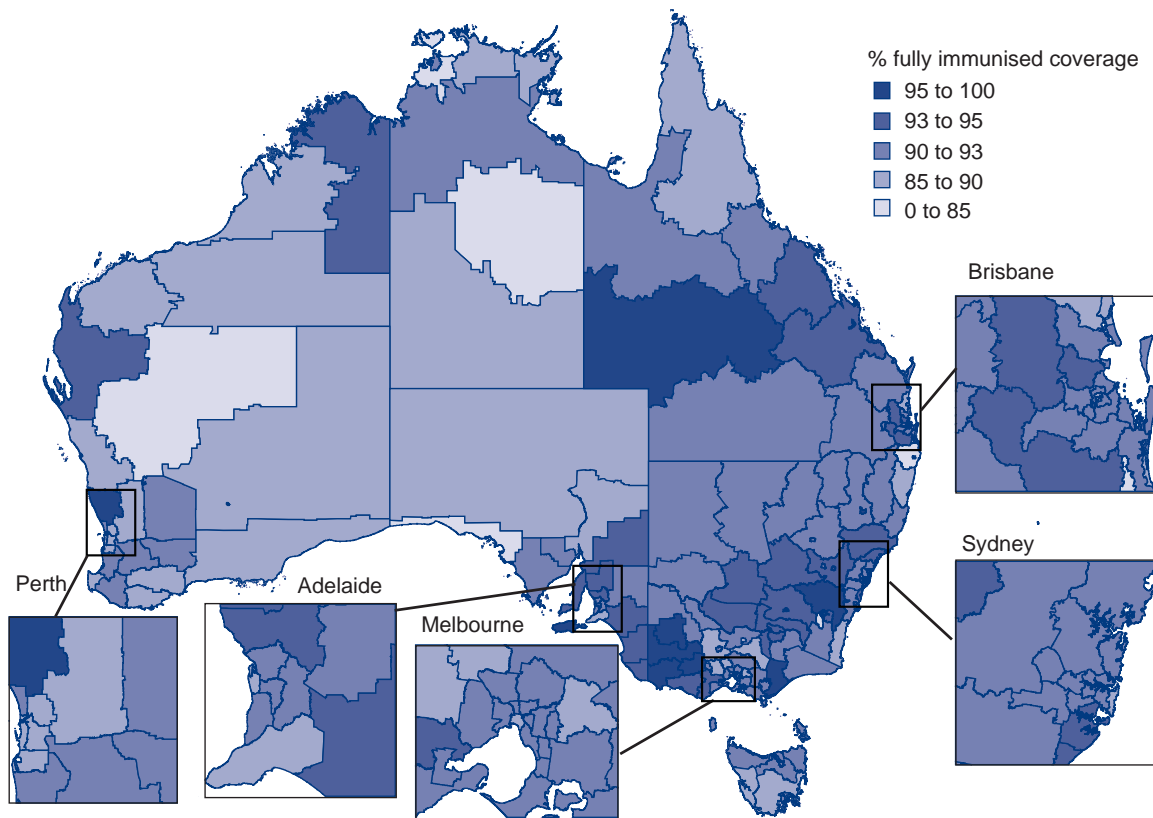 % fully immunised coverage
95 to 100
93 to 95
90 to 93
85 to 90
0 to 85
Brisbane
Sydney
Perth
Adelaide
Melbourne